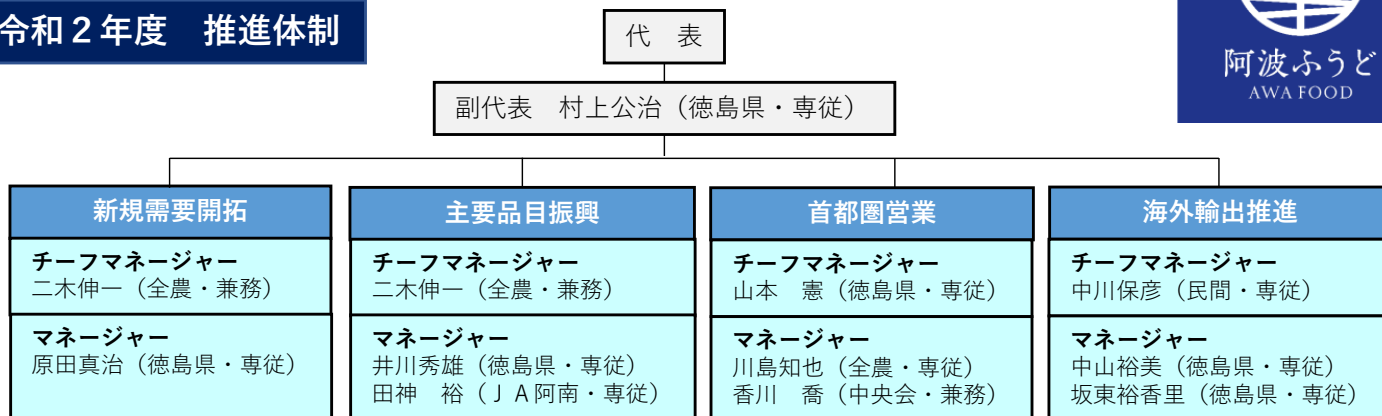 令和２年度　推進体制
代　表
副代表　村上公治（徳島県・専従）
阿波ふうど
AWA FOOD
新規需要開拓
チーフマネージャー
二木伸一（全農・兼務）
マネージャー
原田真治（徳島県・専従）
主要品目振興
チーフマネージャー
二木伸一（全農・兼務）
マネージャー
井川秀雄（徳島県・専従）
田神　裕（ＪＡ阿南・専従）
首都圏営業
チーフマネージャー
山本　憲（徳島県・専従）
マネージャー
川島知也（全農・専従）
香川　喬（中央会・兼務）
海外輸出推進
チーフマネージャー
中川保彦（民間・専従）
マネージャー
中山裕美（徳島県・専従）
坂東裕香里（徳島県・専従）